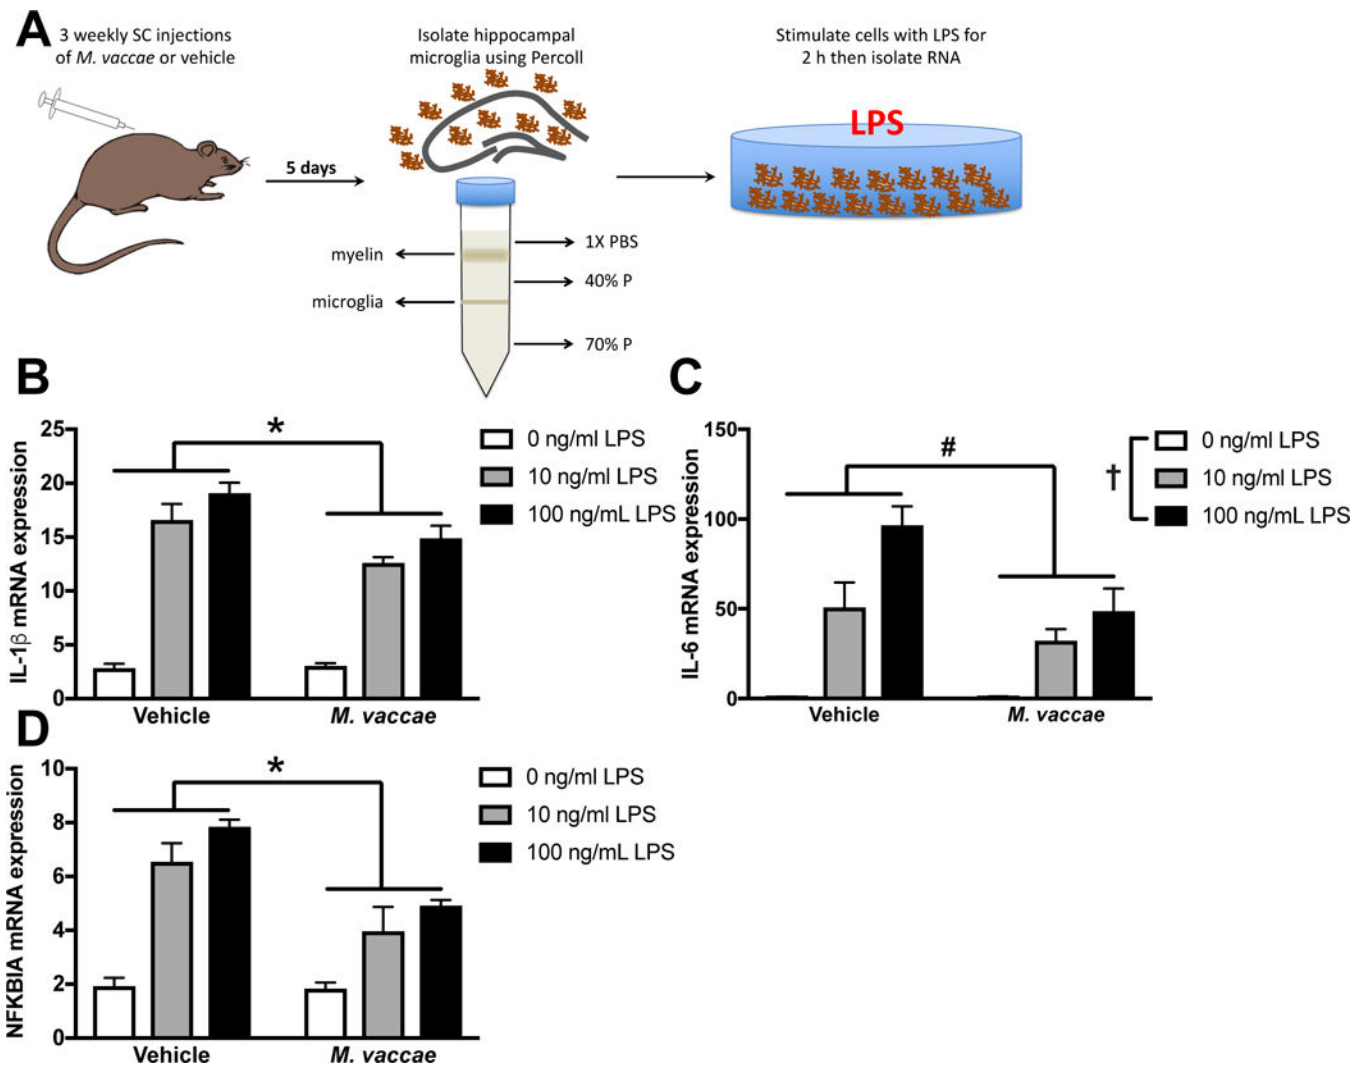 A
3 weekly SC injections
of M. vaccae or vehicle
Isolate hippocampal
microglia using Percoll
Stimulate cells with LPS for
2 h then isolate RNA
5 days
LPS
myelin
microglia
1X PBS
40% P
70% P
B
IL-1β mRNA expression
25
20
15
10
5
0
*
Vehicle
M. vaccae
0 ng/ml LPS
10 ng/ml LPS
100 ng/mL LPS
C
IL-6 mRNA expression
150
100
50
0
#
Vehicle
M. vaccae
†
0 ng/ml LPS
10 ng/ml LPS
100 ng/mL LPS
D
NFKBIA mRNA expression
10
8
6
4
2
0
*
Vehicle
M. vaccae
0 ng/ml LPS
10 ng/ml LPS
100 ng/mL LPS